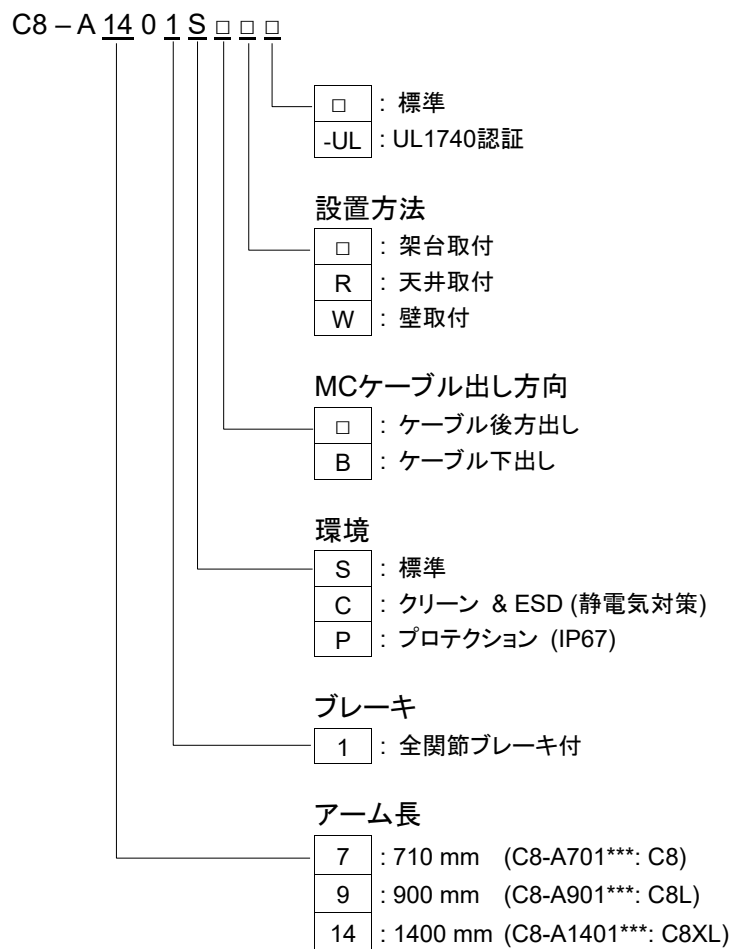 C8 – A 14 0 1 S □ □ □
□ : 標準
-UL : UL1740認証
設置方法
□ : 架台取付
R : 天井取付
W : 壁取付
MCケーブル出し方向
□ : ケーブル後方出し
B : ケーブル下出し
環境
S : 標準
C : クリーン & ESD (静電気対策)
P : プロテクション (IP67)
ブレーキ
1 : 全関節ブレーキ付
アーム長
7 : 710 mm (C8-A701***: C8)
9 : 900 mm (C8-A901***: C8L)
14 : 1400 mm (C8-A1401***: C8XL)